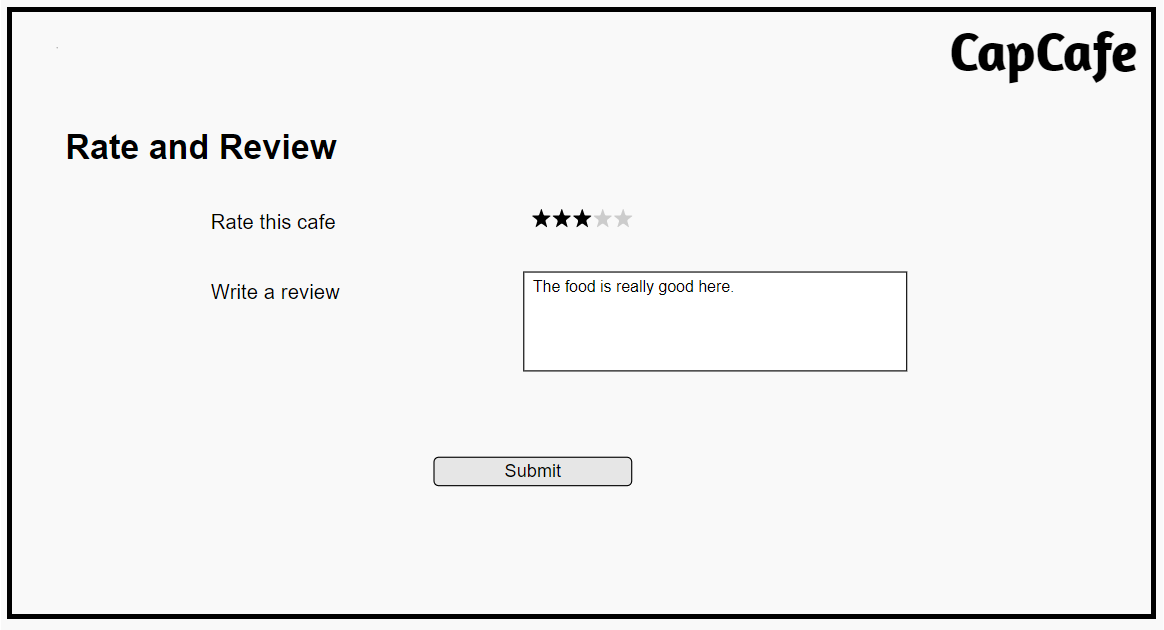 CapCafe
Rate and Review
Rate this cafe
Write a review
The food is really good here.
Submit